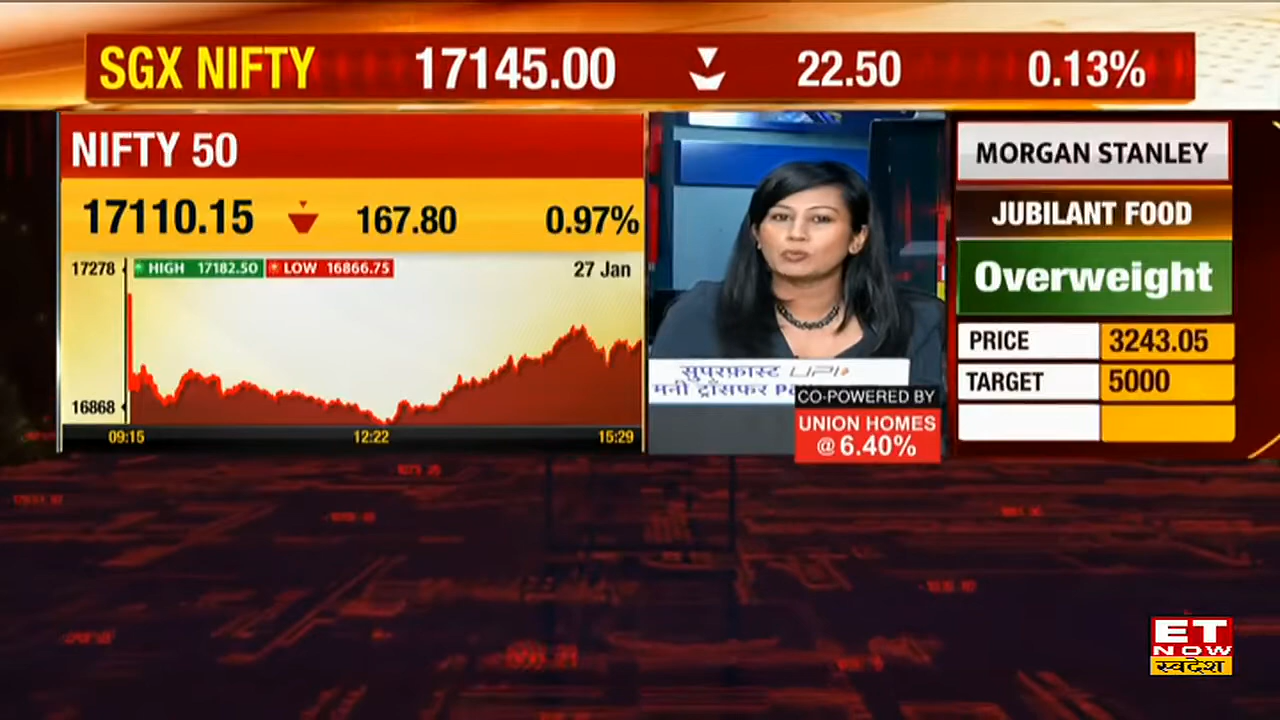 SGX NIFTY 17145.00 22.50 0.13%
NIFTY 50
17110.15 167.80 0.97%
17278 HIGH 17182.50 LOW 16866.75 27 Jan
16868
09:15 12:22 15:29
सुपरफ़ास्ट UPI
मनी ट्राँसफर
CO-POWERED BY
UNION HOMES
@ 6.40%
MORGAN STANLEY
JUBILANT FOOD
Overweight
PRICE 3243.05
TARGET 5000
ET
NOW
स्वदेश